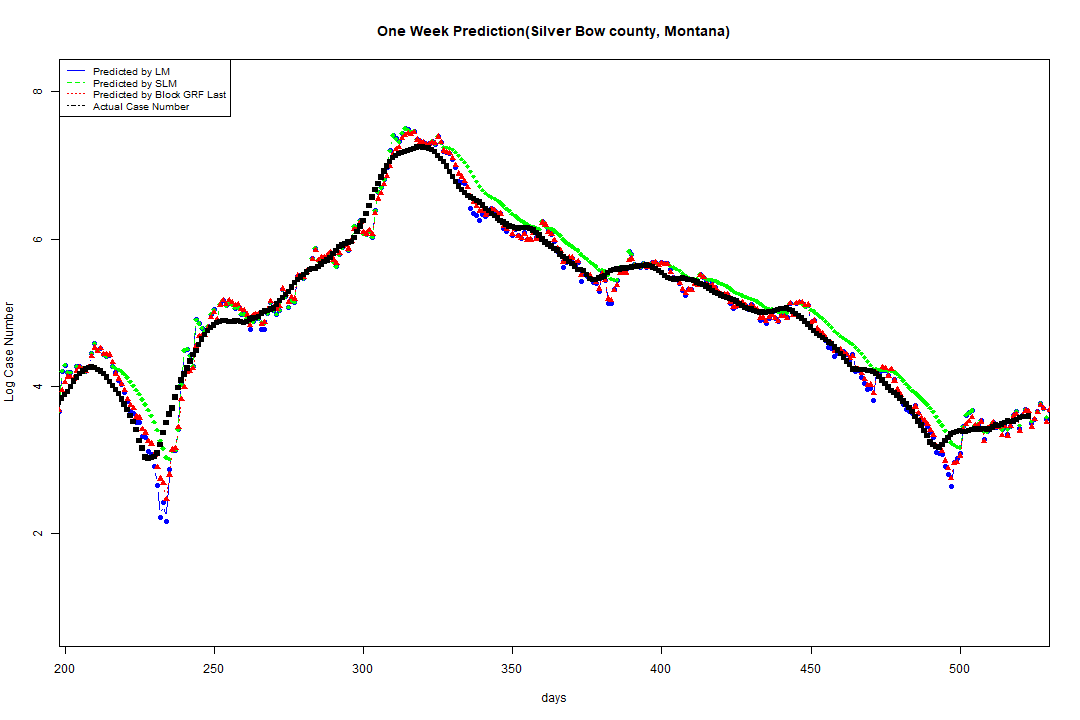 One Week Prediction(Silver Bow county, Montana)
Predicted by LM
Predicted by SLM
Predicted by Block GRF Last
Actual Case Number
8
6
4
2
Log Case Number
200 250 300 350 400 450 500
days